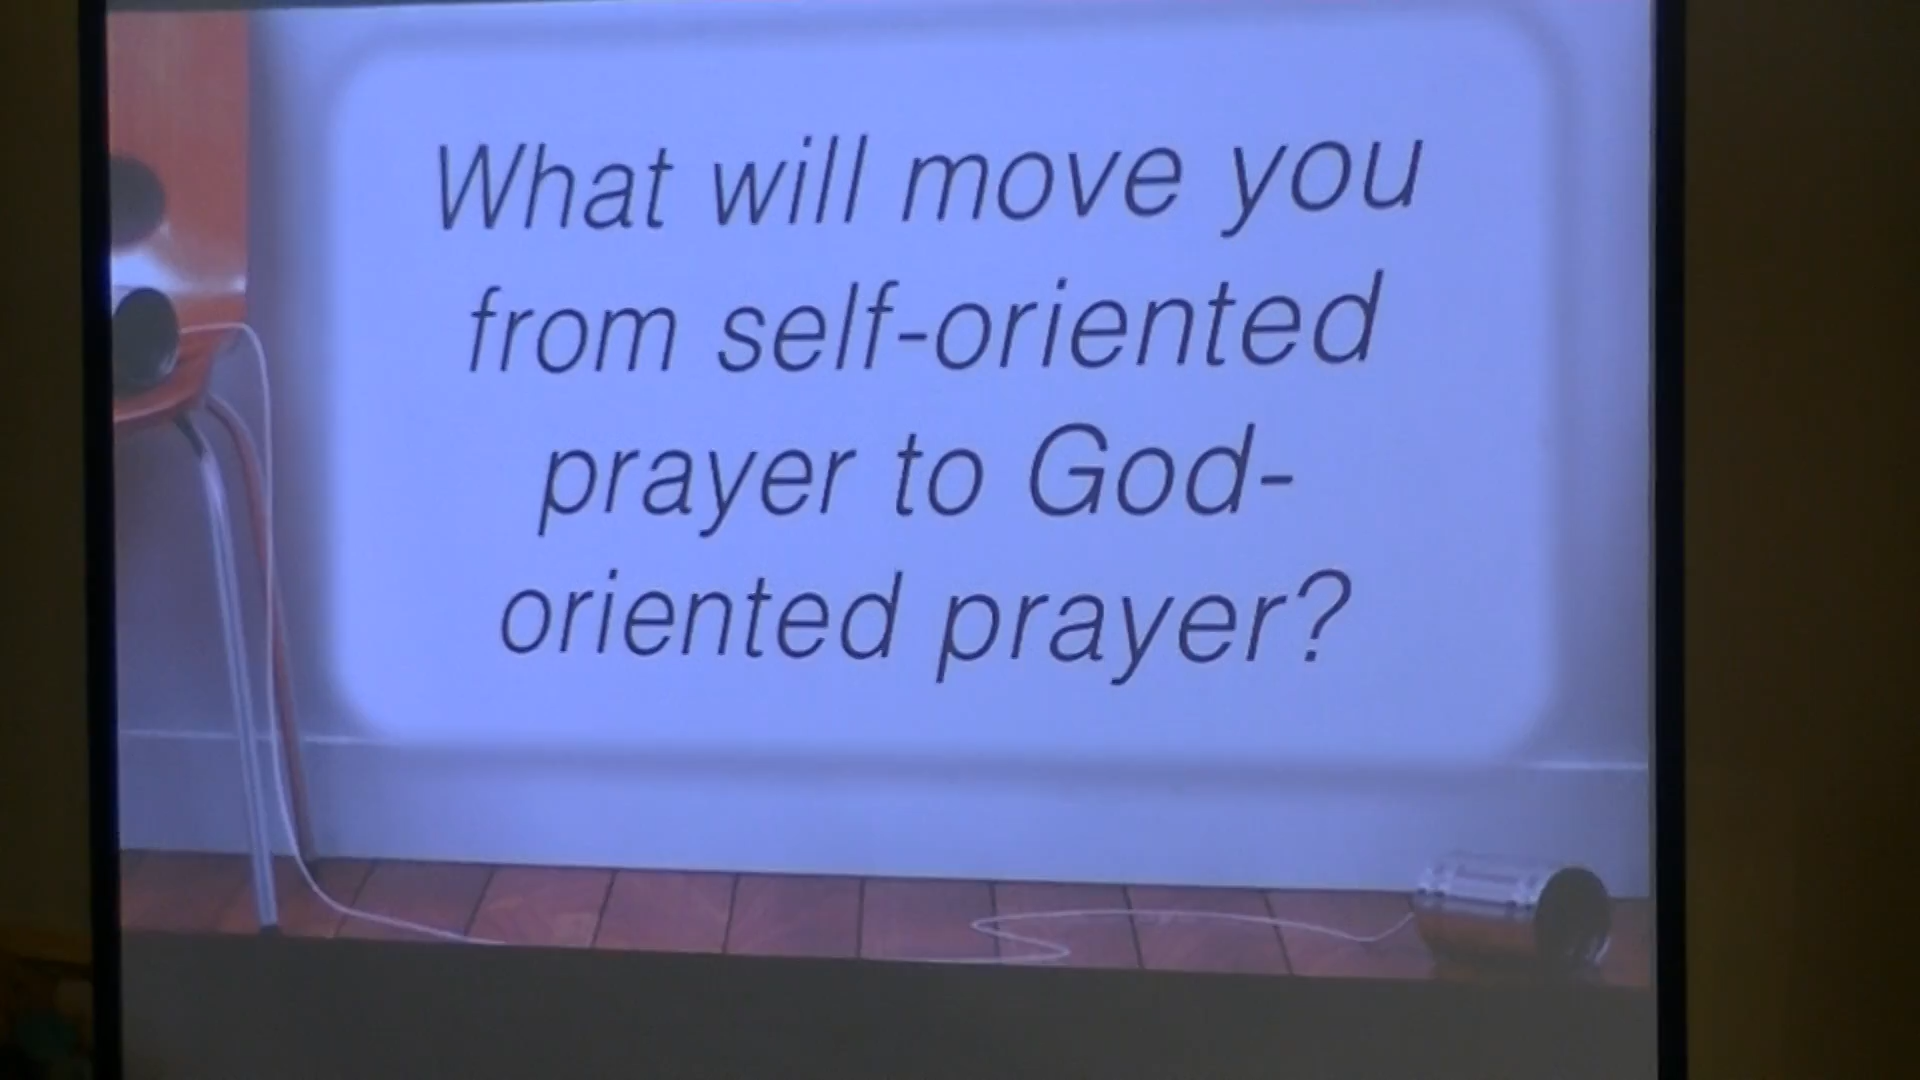 What will move you
from self-oriented
prayer to God-
oriented prayer?